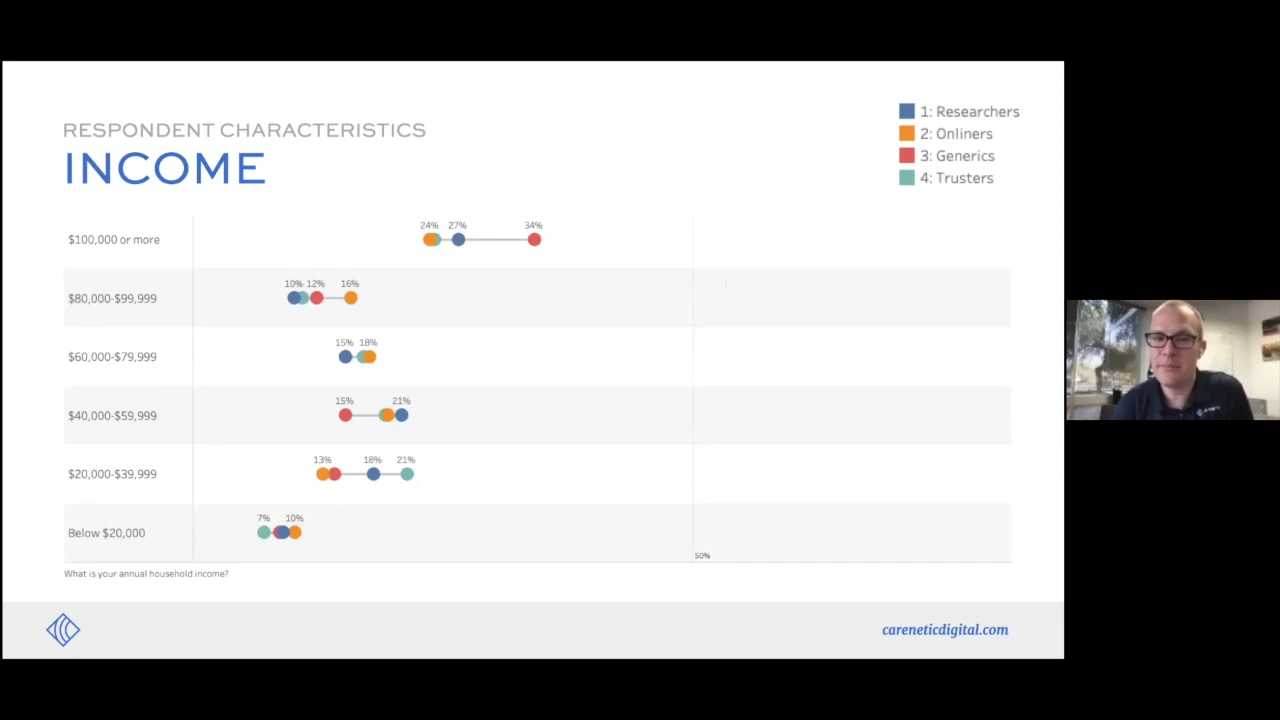 RESPONDENT CHARACTERISTICS
INCOME
1: Researchers
2: Onliners
3: Generics
4: Trusters
24% 27% 34%
$100,000 or more
10% 12% 16%
$80,000-$99,999
15% 18%
$60,000-$79,999
15% 21%
$40,000-$59,999
13% 18% 21%
$20,000-$39,999
7% 10%
Below $20,000
50%
What is your annual household income?
careneticdigital.com